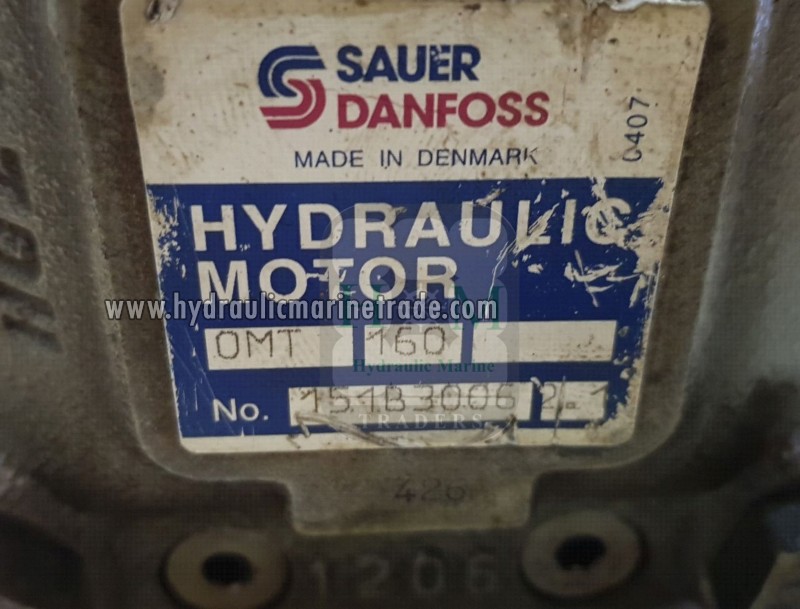 SAUER
DANFOSS
MADE IN DENMARK
0407
HYDRAULIC
MOTOR
www.hydraulicmarinetrade.com
H M
OMT 160
Hydraulic Marine
No. 151B3006 2.1
TRADERS
426
1206